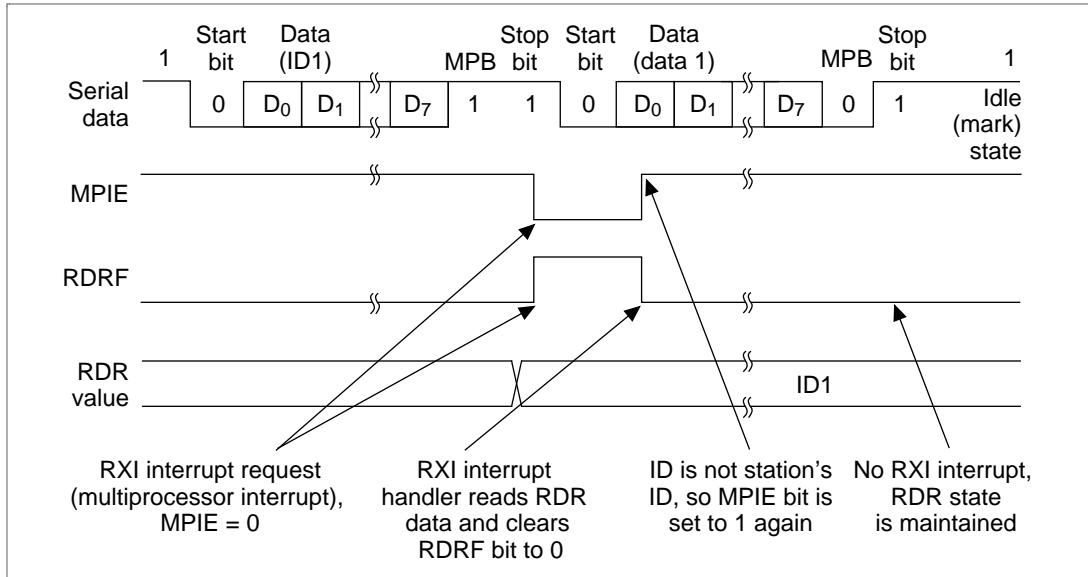 1
Start bit
Data (ID1)
MPB
Stop bit
Start bit
Data (data 1)
MPB
Stop bit
1
Serial data
0 D0 D1 D7 1 1 0 D0 D1 D7 0 1
Idle (mark) state
MPIE
RDRF
RDR value
ID1
RXI interrupt request
(multiprocessor interrupt),
MPIE = 0
RXI interrupt
handler reads RDR
data and clears
RDRF bit to 0
ID is not station's
ID, so MPIE bit is
set to 1 again
No RXI interrupt,
RDR state
is maintained